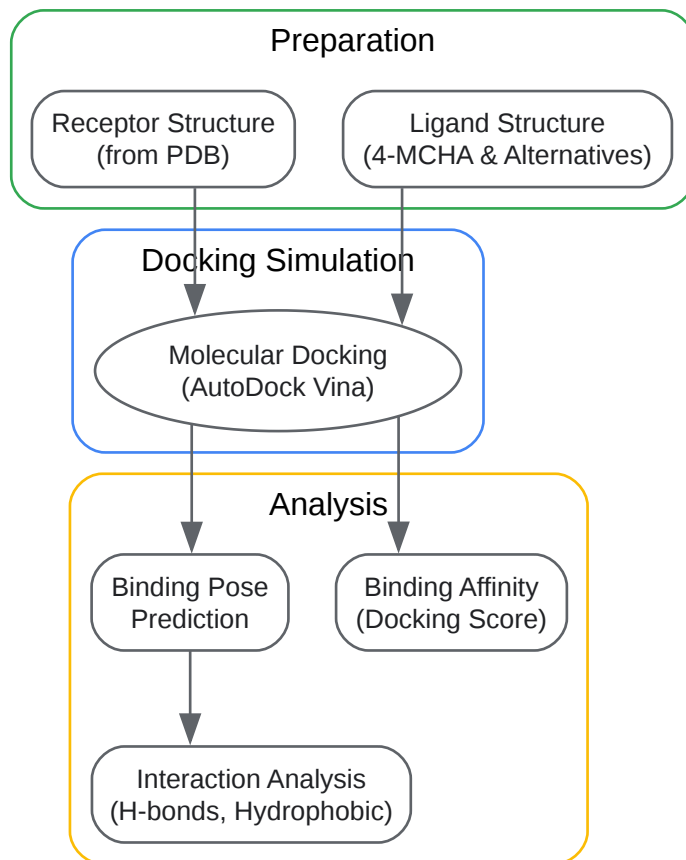 Preparation
Receptor Structure
(from PDB)
Ligand Structure
(4-MCHA & Alternatives)
Docking Simulation
Molecular Docking
(AutoDock Vina)
Analysis
Binding Pose
Prediction
Binding Affinity
(Docking Score)
Interaction Analysis
(H-bonds, Hydrophobic)